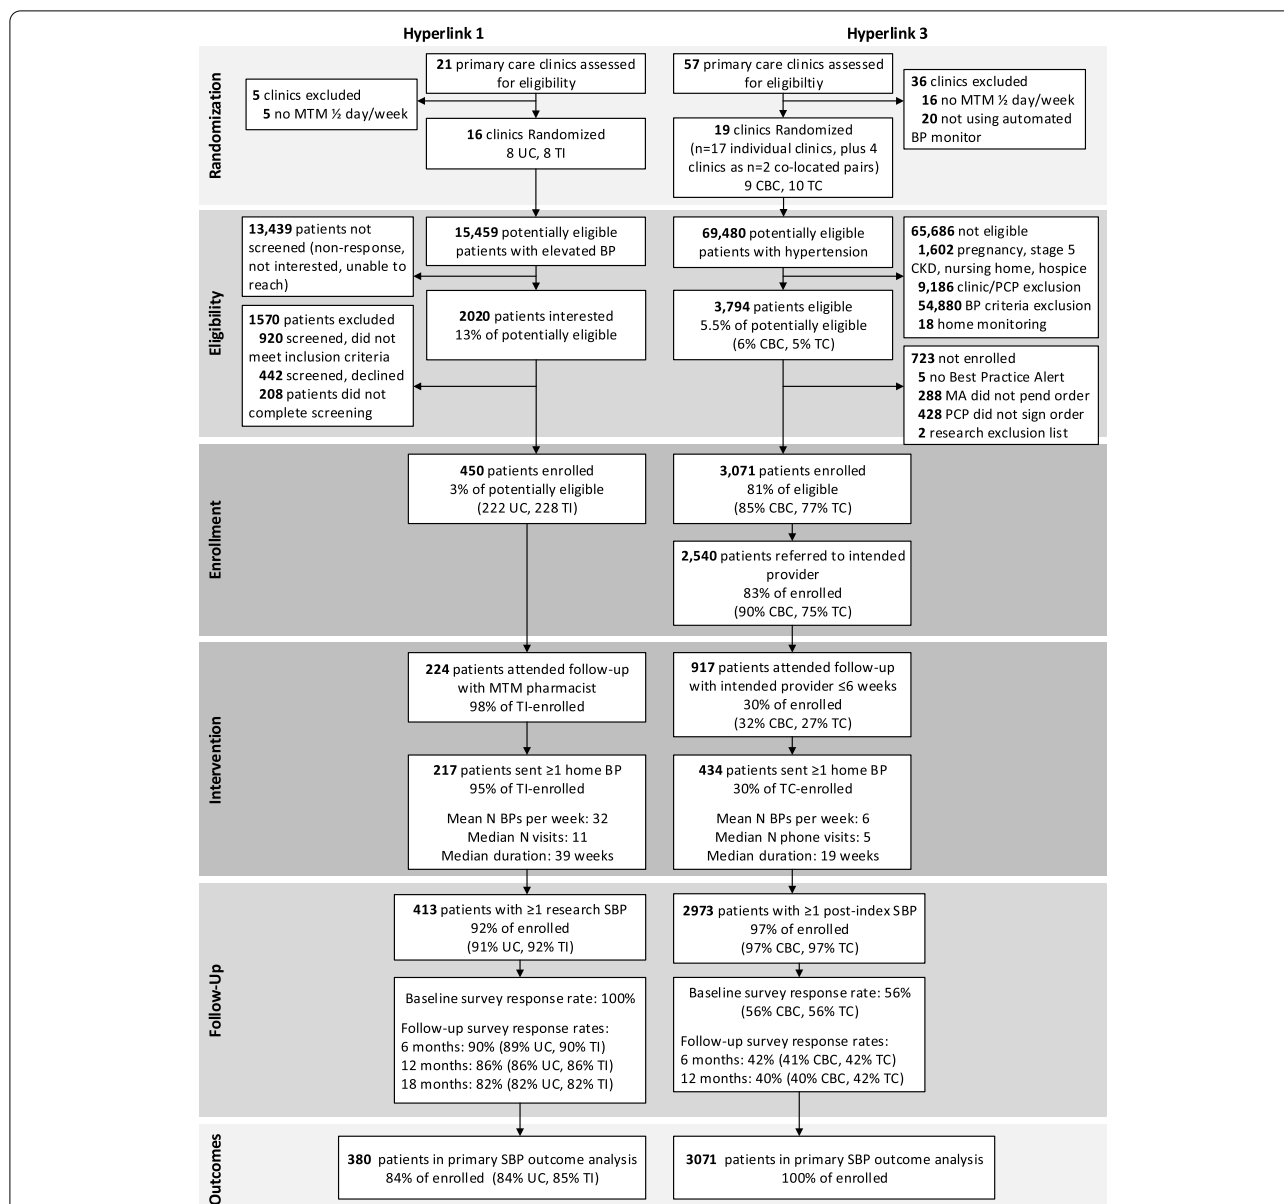 Hyperlink 1
Hyperlink 3
Randomization
21 primary care clinics assessed
for eligibility
5 clinics excluded
5 no MTM ½ day/week
16 clinics Randomized
8 UC, 8 TI
57 primary care clinics assessed
for eligibiltiy
36 clinics excluded
16 no MTM ½ day/week
20 not using automated
BP monitor
19 clinics Randomized
(n=17 individual clinics, plus 4
clinics as n=2 co-located pairs)
9 CBC, 10 TC
Eligibility
13,439 patients not
screened (non-response,
not interested, unable to
reach)
15,459 potentially eligible
patients with elevated BP
1570 patients excluded
920 screened, did not
meet inclusion criteria
442 screened, declined
208 patients did not
complete screening
2020 patients interested
13% of potentially eligible
69,480 potentially eligible
patients with hypertension
65,686 not eligible
1,602 pregnancy, stage 5
CKD, nursing home, hospice
9,186 clinic/PCP exclusion
54,880 BP criteria exclusion
18 home monitoring
3,794 patients eligible
5.5% of potentially eligible
(6% CBC, 5% TC)
723 not enrolled
5 no Best Practice Alert
288 MA did not pend order
428 PCP did not sign order
2 research exclusion list
Enrollment
450 patients enrolled
3% of potentially eligible
(222 UC, 228 TI)
3,071 patients enrolled
81% of eligible
(85% CBC, 77% TC)
2,540 patients referred to intended
provider
83% of enrolled
(90% CBC, 75% TC)
Intervention
224 patients attended follow-up
with MTM pharmacist
98% of TI-enrolled
917 patients attended follow-up
with intended provider ≤6 weeks
30% of enrolled
(32% CBC, 27% TC)
217 patients sent ≥1 home BP
95% of TI-enrolled
Mean N BPs per week: 32
Median N visits: 11
Median duration: 39 weeks
434 patients sent ≥1 home BP
30% of TC-enrolled
Mean N BPs per week: 6
Median N phone visits: 5
Median duration: 19 weeks
Follow-Up
413 patients with ≥1 research SBP
92% of enrolled
(91% UC, 92% TI)
2973 patients with ≥1 post-index SBP
97% of enrolled
(97% CBC, 97% TC)
Baseline survey response rate: 100%
Follow-up survey response rates:
6 months: 90% (89% UC, 90% TI)
12 months: 86% (86% UC, 86% TI)
18 months: 82% (82% UC, 82% TI)
Baseline survey response rate: 56%
(56% CBC, 56% TC)
Follow-up survey response rates:
6 months: 42% (41% CBC, 42% TC)
12 months: 40% (40% CBC, 42% TC)
Outcomes
380 patients in primary SBP outcome analysis
84% of enrolled (84% UC, 85% TI)
3071 patients in primary SBP outcome analysis
100% of enrolled